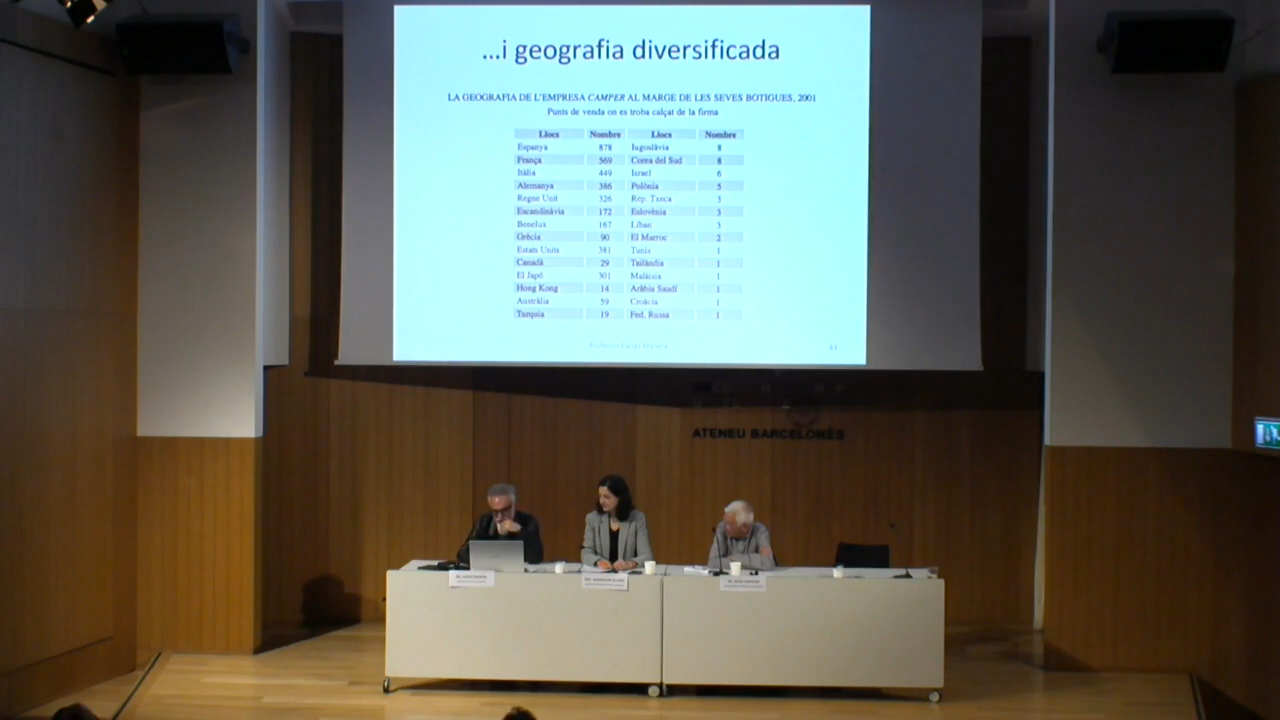 ...i geografia diversificada
LA GEOGRAFIA DE L'EMPRESA CAMPER AL MARGE DE LES SEVES BOTIGUES, 2001
Punts de venda on es troba calçat de la firma
Llocs Nombre Llocs Nombre
Espanya 878 Iugoslàvia 8
França 569 Corea del Sud 8
Itàlia 449 Israel 6
Alemanya 386 Polònia 5
Regne Unit 326 Rep. Txeca 3
Escandinàvia 172 Eslovènia 3
Benelux 167 Líban 3
Grècia 90 El Marroc 2
Estats Units 381 Tunis 1
Canadà 29 Tailàndia 1
El Japó 301 Malàisia 1
Hong Kong 14 Aràbia Saudí 1
Austràlia 59 Croàcia 1
Turquia 19 Fed. Russa 1
Professor Carles Manera 43
ATENEU BARCELONÈS